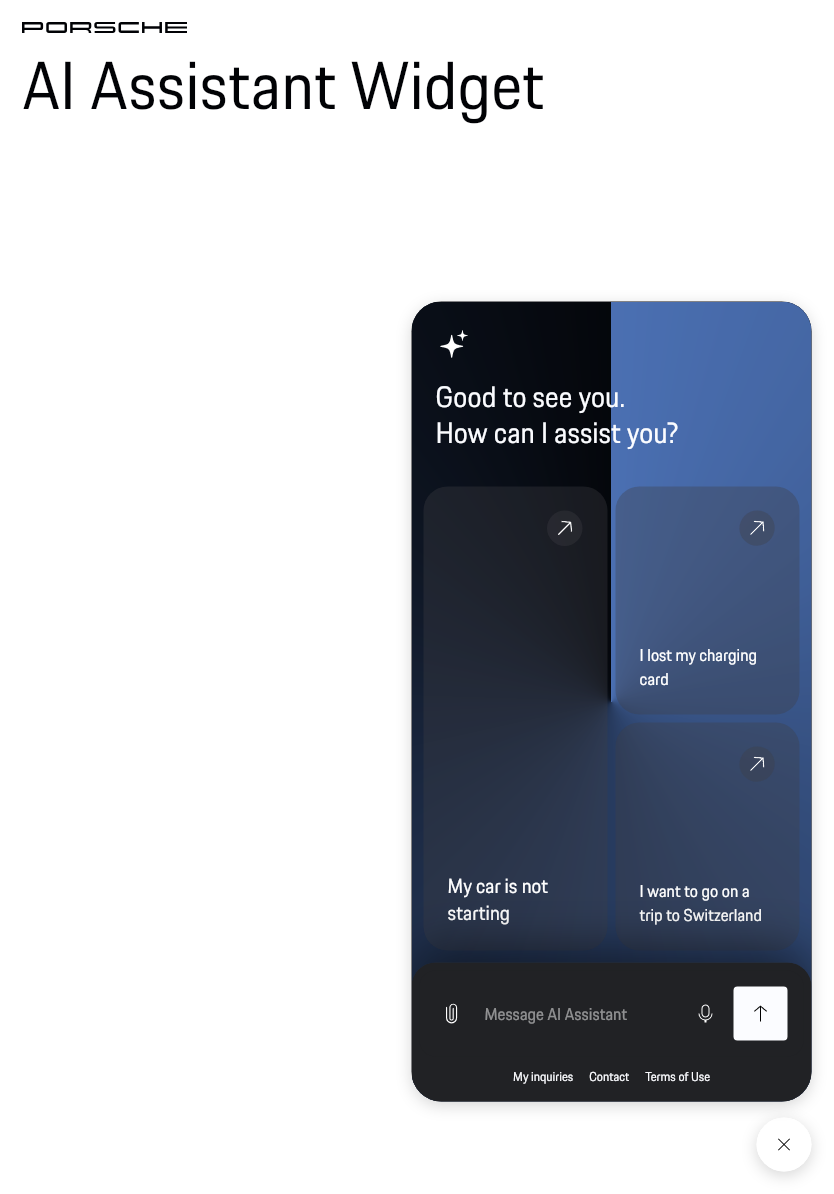 PORSCHE
AI Assistant Widget
Good to see you.
How can I assist you?
I lost my charging
card
My car is not
starting
I want to go on a
trip to Switzerland
Message AI Assistant
My inquiries Contact Terms of Use